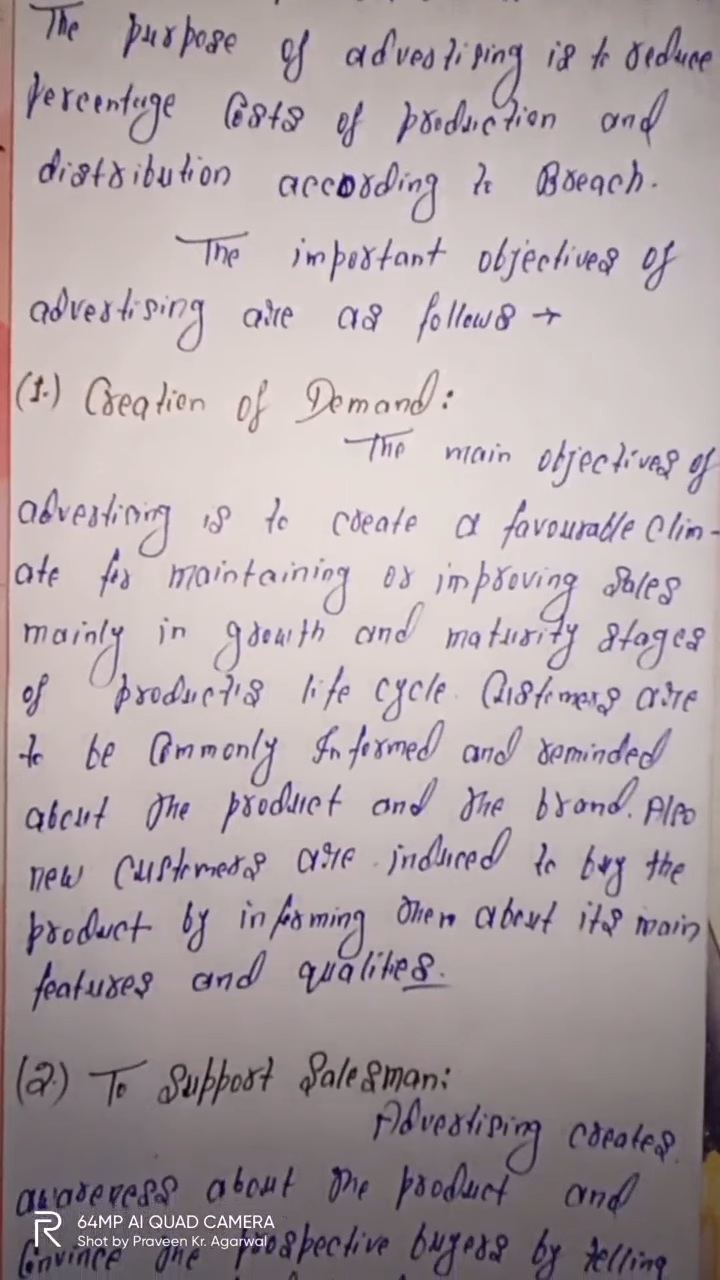 The purpose of advertising is to reduce
percentage Costs of production and
distribution according to Breach.
The important objectives of
advertising are as follows →
(1.) Creation of Demand:
The main objectives of
advertising is to create a favourable Clim-
ate for maintaining or improving Sales
mainly in growth and maturity stages
of product's life cycle. Customers are
to be Commonly Informed and reminded
about the product and the brand. Also
new Customers are induced to buy the
product by informing them about its main
features and qualities.
(2.) To Support Salesman:
Advertising creates
awareness about the product and
Convince the prospective buyers by telling
R 64MP AI QUAD CAMERA
Shot by Praveen Kr. Agarwal